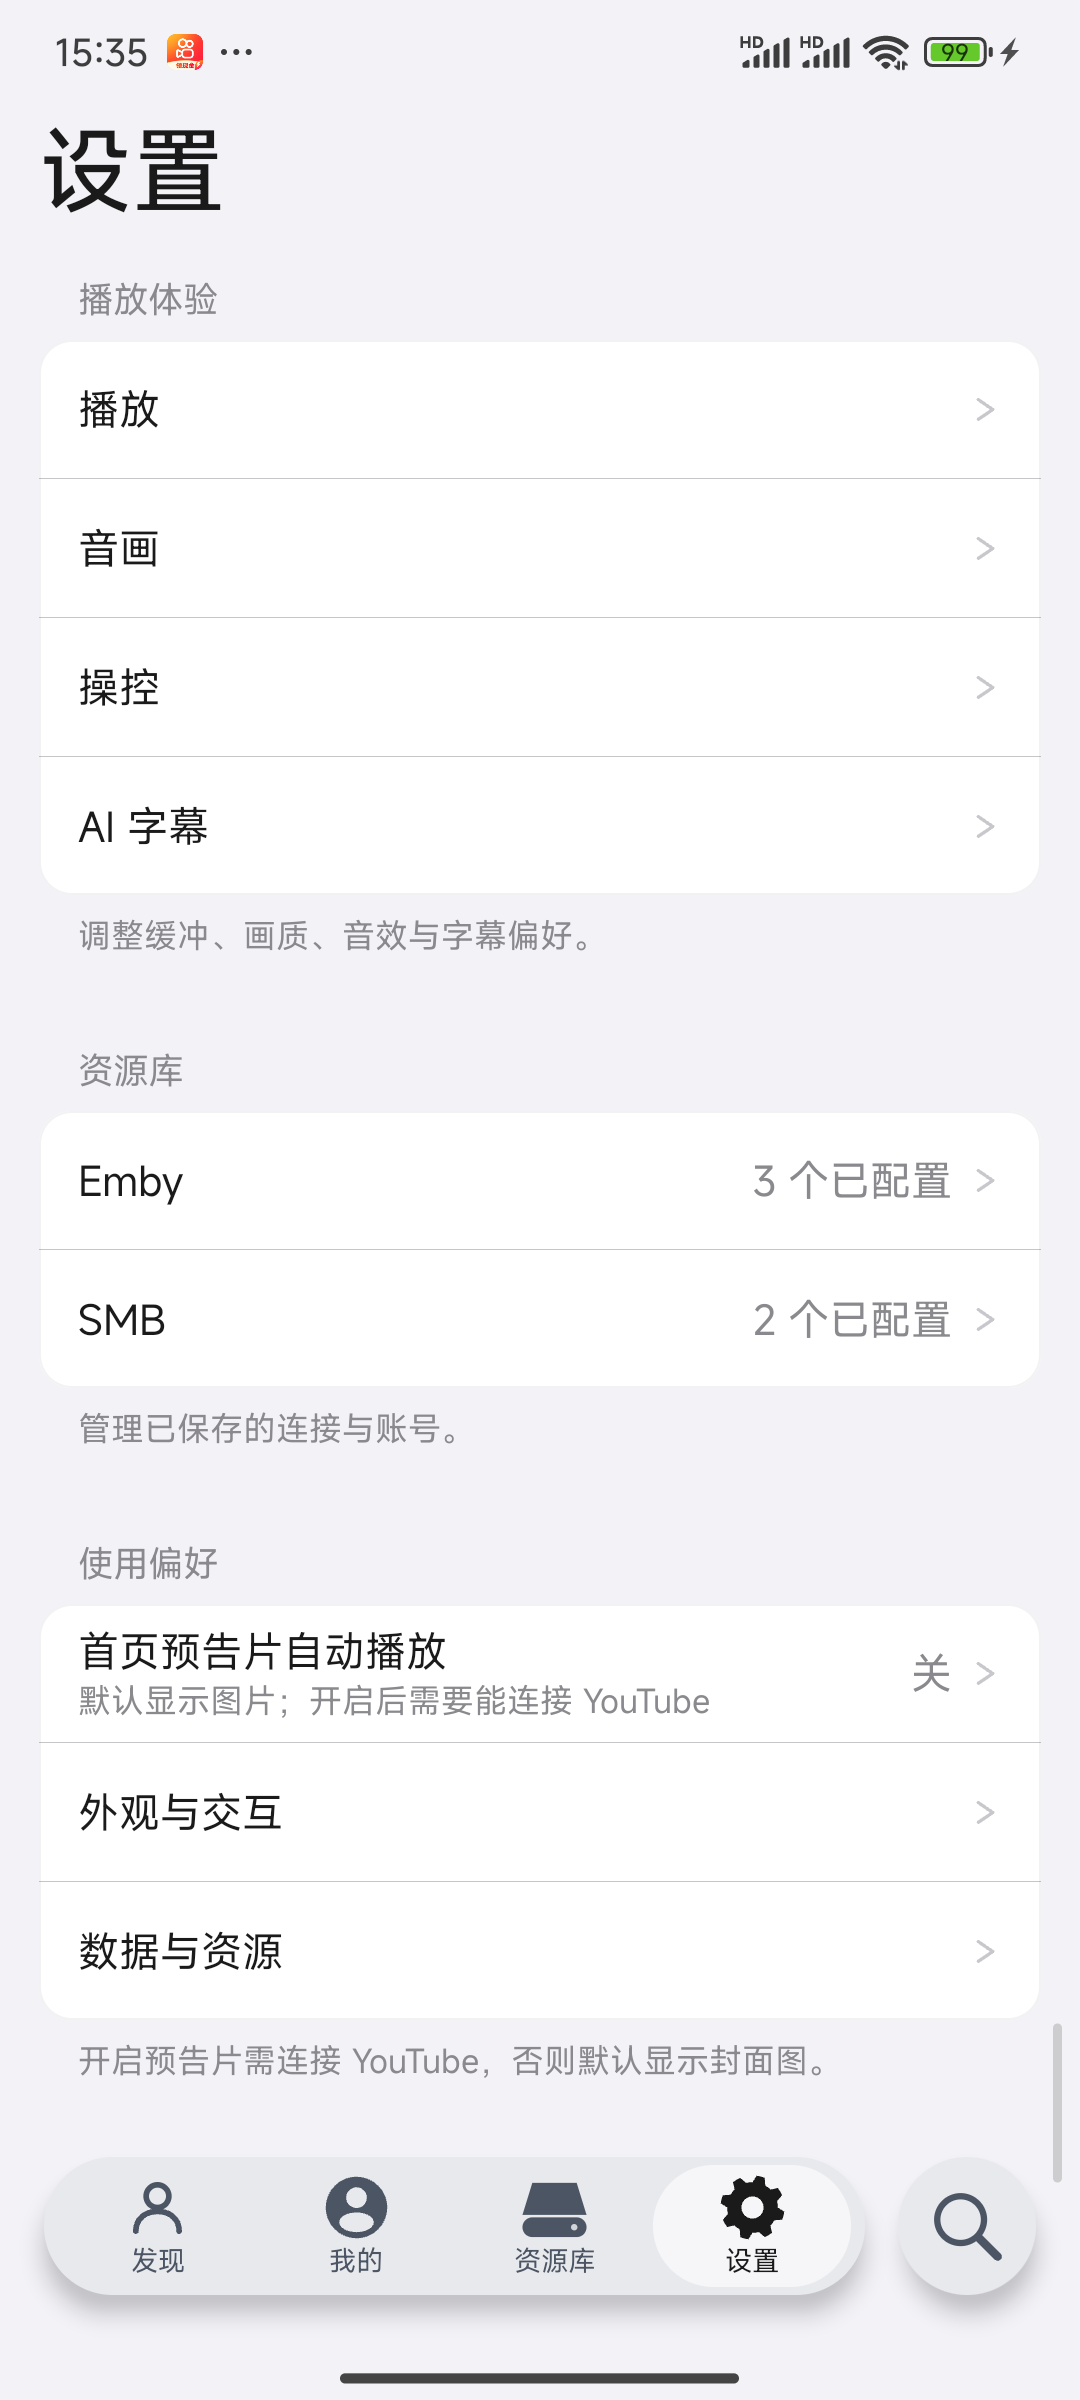 15:35
HD HD 99
设置
播放体验
播放
音画
操控
AI 字幕
调整缓冲、画质、音效与字幕偏好。
资源库
Emby 3 个已配置
SMB 2 个已配置
管理已保存的连接与账号。
使用偏好
首页预告片自动播放 关
默认显示图片；开启后需要能连接 YouTube
外观与交互
数据与资源
开启预告片需连接 YouTube，否则默认显示封面图。
发现 我的 资源库 设置